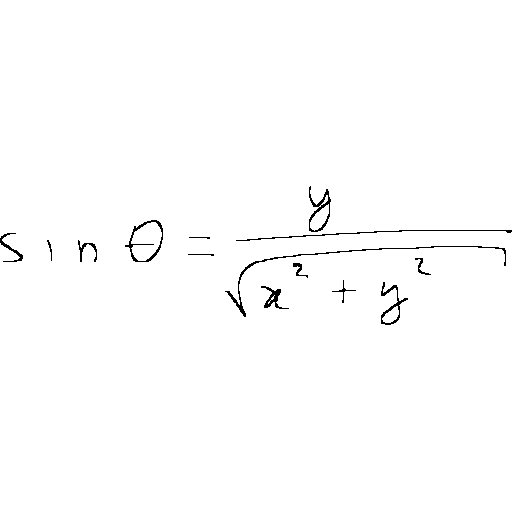 sin θ = y / √(x² + y²)